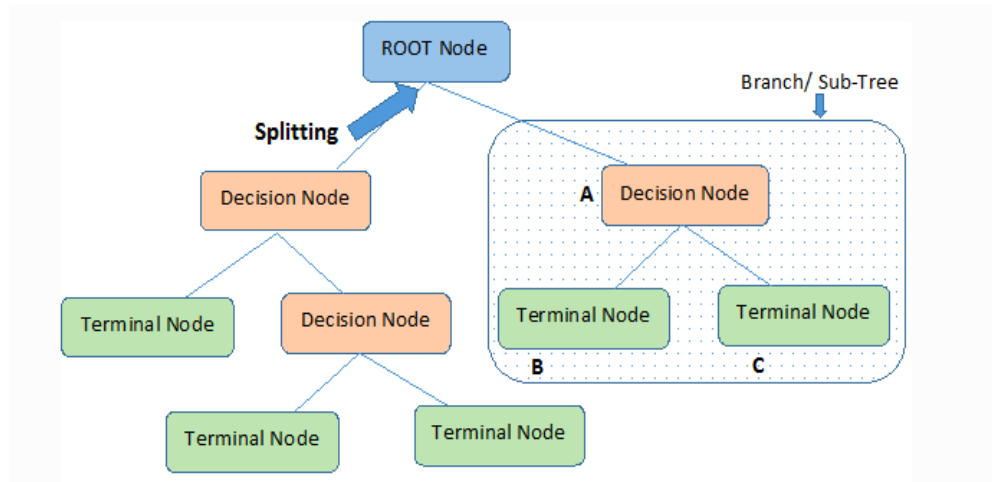 ROOT Node
Branch/ Sub-Tree
Splitting
Decision Node
A
Decision Node
Terminal Node
Decision Node
Terminal Node
Terminal Node
B
C
Terminal Node
Terminal Node